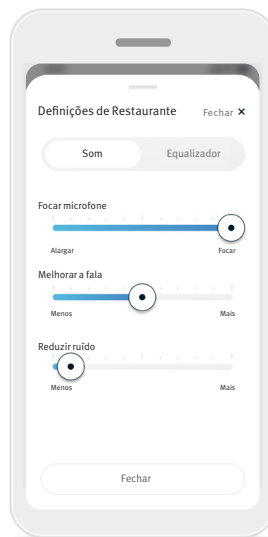 Definições de Restaurante Fechar ×
Som Equalizador
Focar microfone
Alargar Focar
Melhorar a fala
Menos Mais
Reduzir ruído
Menos Mais
Fechar